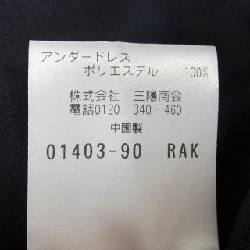 アンダードレス
ポリエステル 100%
株式会社 三陽商会
電話0120 340-460
中国製
01403-90 RAK